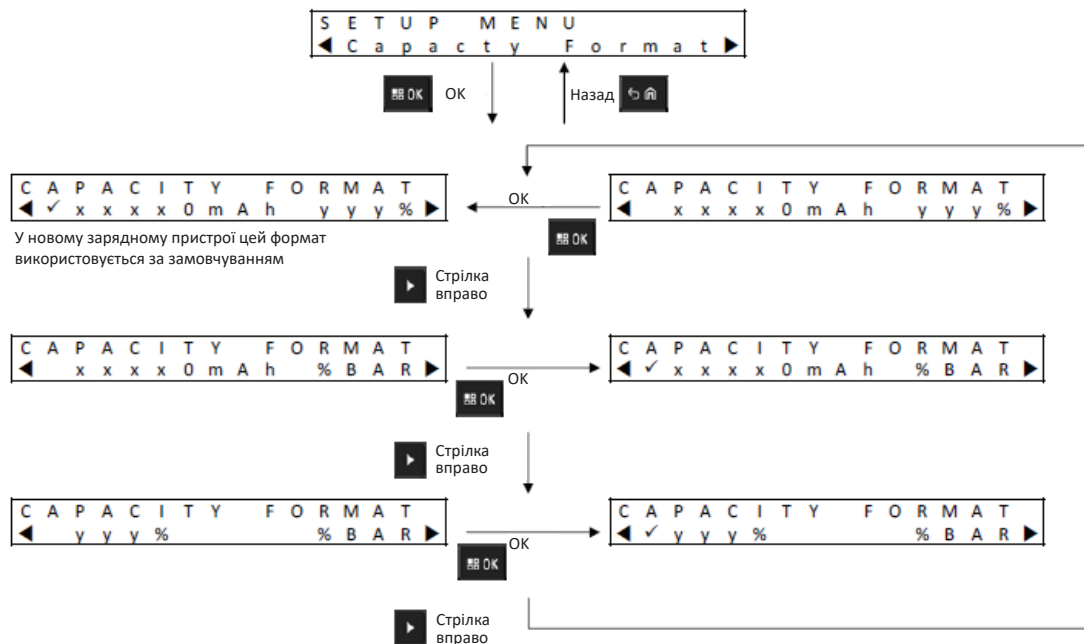 SETUP MENU
◀Capacty Format▶
OK OK Назад
CAPACITY FORMAT
◀✓xxxx0mAh yyy%▶
OK
OK
CAPACITY FORMAT
◀ xxxx0mAh yyy%▶
У новому зарядному пристрої цей формат
використовується за замовчуванням
Стрілка
вправо
CAPACITY FORMAT
◀ xxxx0mAh %BAR▶
OK
OK
CAPACITY FORMAT
◀✓xxxx0mAh %BAR▶
Стрілка
вправо
CAPACITY FORMAT
◀ yyy% %BAR▶
OK
OK
CAPACITY FORMAT
◀✓yyy% %BAR▶
Стрілка
вправо